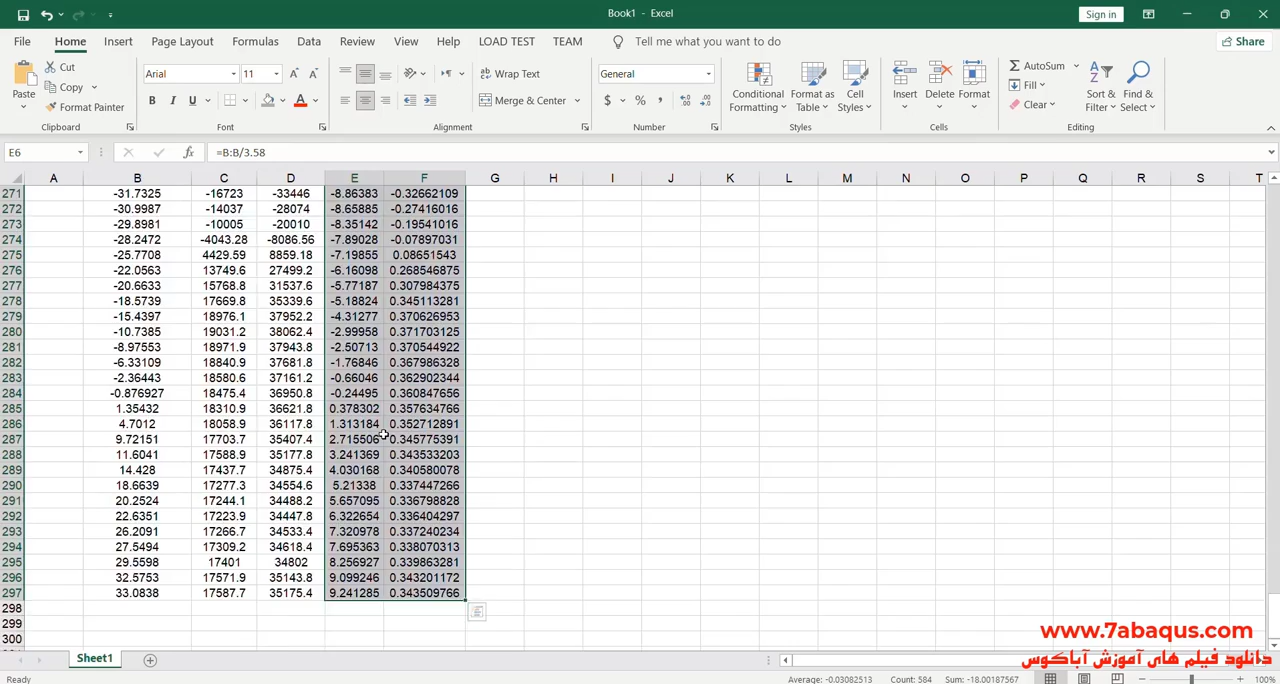 Book1 - Excel
Sign in
File Home Insert Page Layout Formulas Data Review View Help LOAD TEST TEAM Tell me what you want to do Share
Paste Cut Copy Format Painter Clipboard
Arial 11 B I U Font
Wrap Text Merge & Center Alignment
General $ % , Number
Conditional Formatting Format as Table Cell Styles Styles
Insert Delete Format Cells
AutoSum Fill Clear Sort & Filter Find & Select Editing
E6 fx =B:B/3.58
A B C D E F G H I J K L M N O P Q R S T
271 -31.7325 -16723 -33446 -8.86383 -0.32662109
272 -30.9987 -14037 -28074 -8.65885 -0.27416016
273 -29.8981 -10005 -20010 -8.35142 -0.19541016
274 -28.2472 -4043.28 -8086.56 -7.89028 -0.07897031
275 -25.7708 4429.59 8859.18 -7.19855 0.08651543
276 -22.0563 13749.6 27499.2 -6.16098 0.268546875
277 -20.6633 15768.8 31537.6 -5.77187 0.307984375
278 -18.5739 17669.8 35339.6 -5.18824 0.345113281
279 -15.4397 18976.1 37952.2 -4.31277 0.370626953
280 -10.7385 19031.2 38062.4 -2.99958 0.371703125
281 -8.97553 18971.9 37943.8 -2.50713 0.370544922
282 -6.33109 18840.9 37681.8 -1.76846 0.367986328
283 -2.36443 18580.6 37161.2 -0.66046 0.362902344
284 -0.876927 18475.4 36950.8 -0.24495 0.360847656
285 1.35432 18310.9 36621.8 0.378302 0.357634766
286 4.7012 18058.9 36117.8 1.313184 0.352712891
287 9.72151 17703.7 35407.4 2.715506 0.345775391
288 11.6041 17588.9 35177.8 3.241369 0.343533203
289 14.428 17437.7 34875.4 4.030168 0.340580078
290 18.6639 17277.3 34554.6 5.21338 0.337447266
291 20.2524 17244.1 34488.2 5.657095 0.336798828
292 22.6351 17223.9 34447.8 6.322654 0.336404297
293 26.2091 17266.7 34533.4 7.320978 0.337240234
294 27.5494 17309.2 34618.4 7.695363 0.338070313
295 29.5598 17401 34802 8.256927 0.339863281
296 32.5753 17571.9 35143.8 9.099246 0.343201172
297 33.0838 17587.7 35175.4 9.241285 0.343509766
298
299
300
www.7abaqus.com
Sheet1
دانلود فیلم های آموزش آباکوس
Ready Average: -0.03082513 Count: 584 Sum: -18.00187567 100%